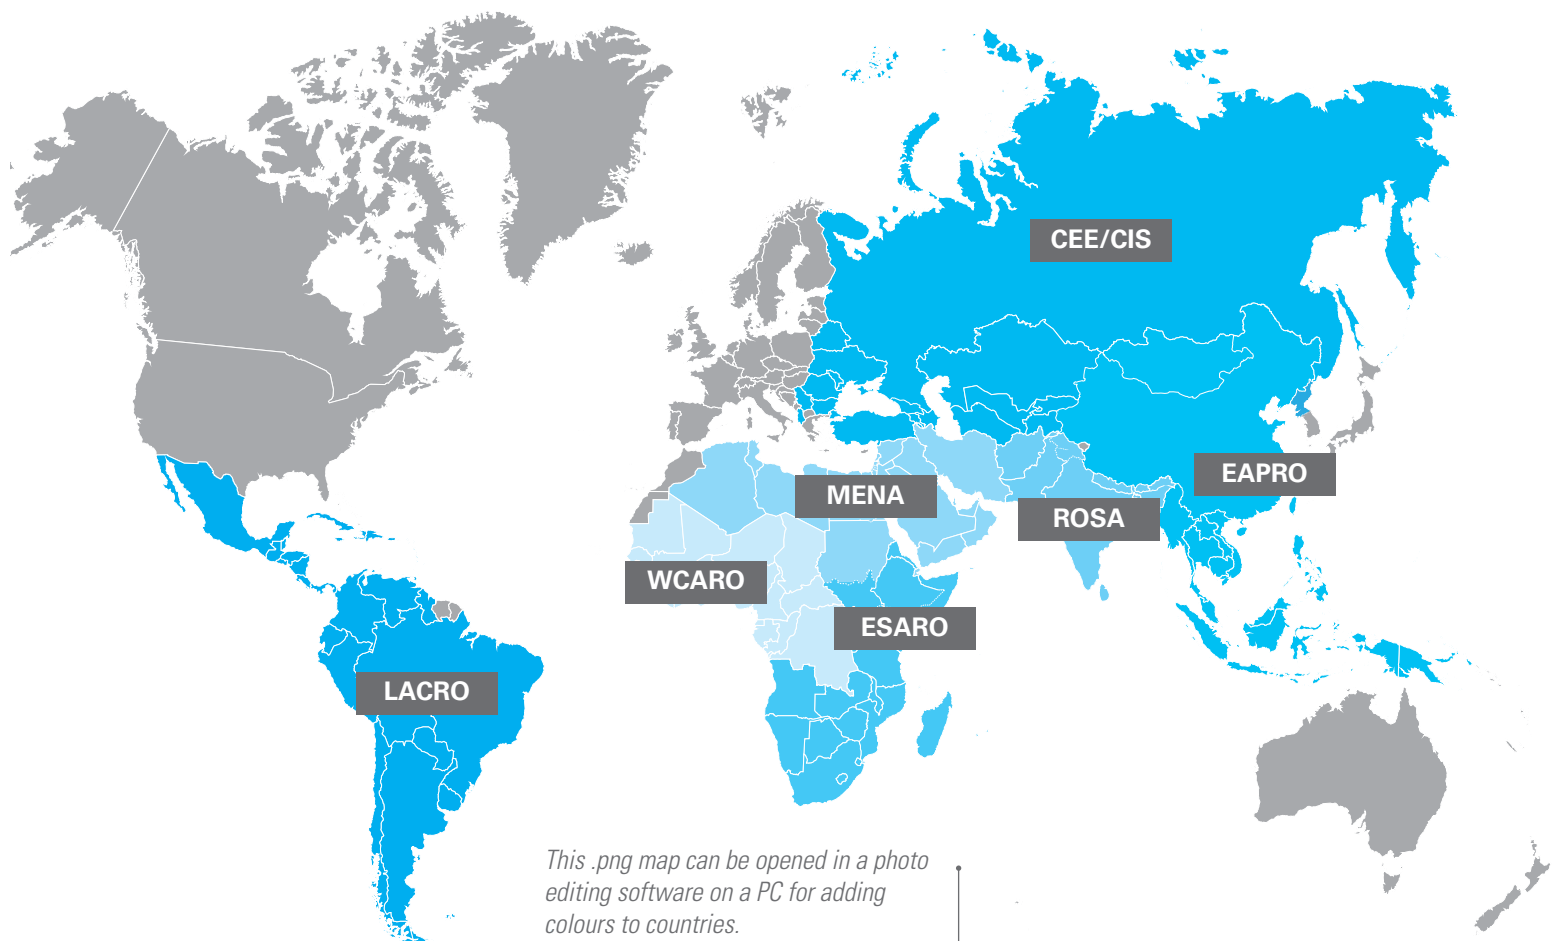 CEE/CIS
EAPRO
MENA
ROSA
WCARO
ESARO
LACRO
This .png map can be opened in a photo
editing software on a PC for adding
colours to countries.